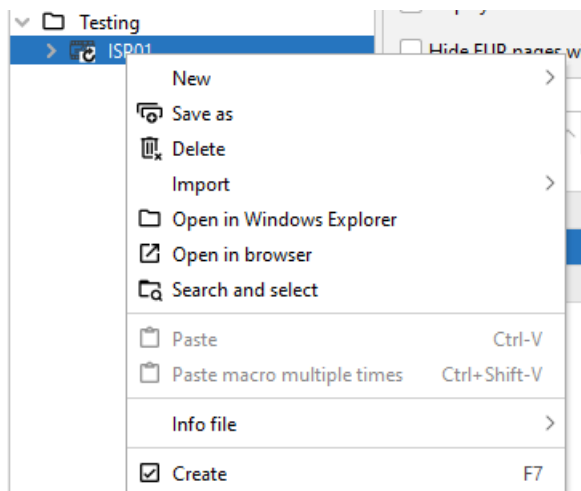 Testing
ISP01
Hide EUP pages w
New
Save as
Delete
Import
Open in Windows Explorer
Open in browser
Search and select
Paste Ctrl-V
Paste macro multiple times Ctrl+Shift-V
Info file
Create F7